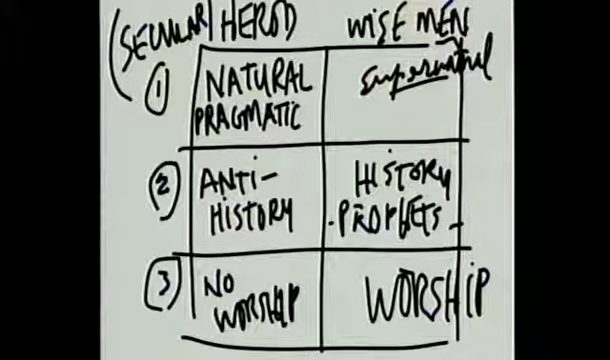 (SECULAR) HEROD WISE MEN
① NATURAL Supernatural
PRAGMATIC
② ANTI- HISTORY
HISTORY -PROPHETS-
③ NO WORSHIP
WORSHIP